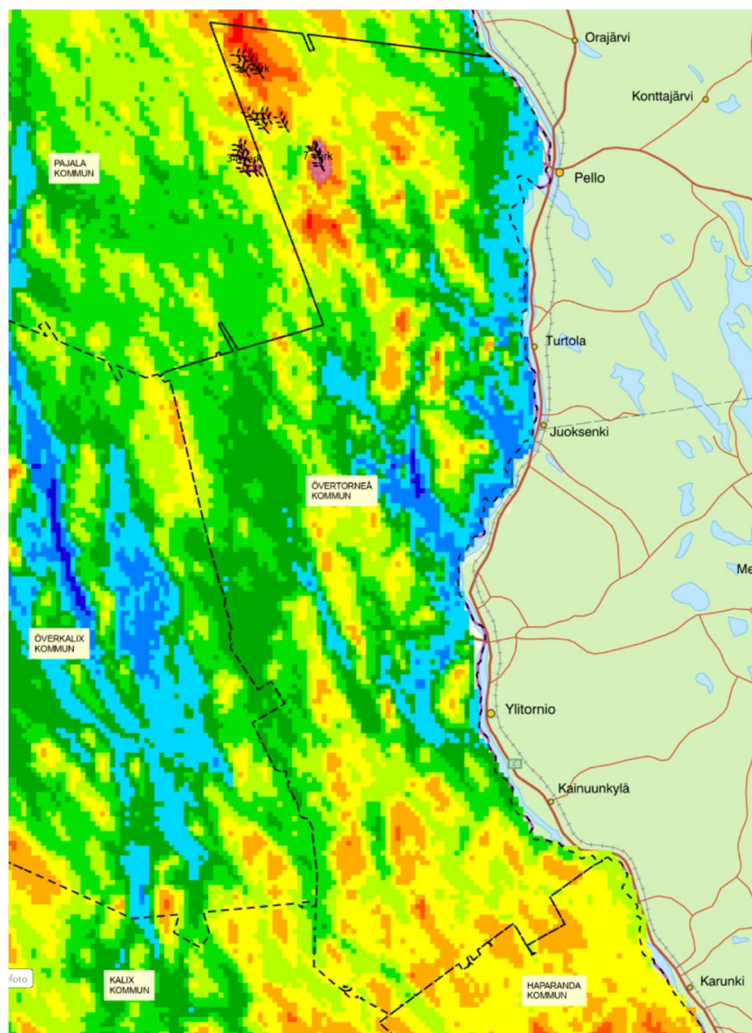 Orajärvi
Konttajärvi
PAJALA
KOMMUN
Pello
Turtola
Juoksenki
ÖVERTORNEÅ
KOMMUN
Me
ÖVERKALIX
KOMMUN
Ylitornio
E8
Kainuunkylä
foto
KALIX
KOMMUN
HAPARANDA
KOMMUN
Karunki